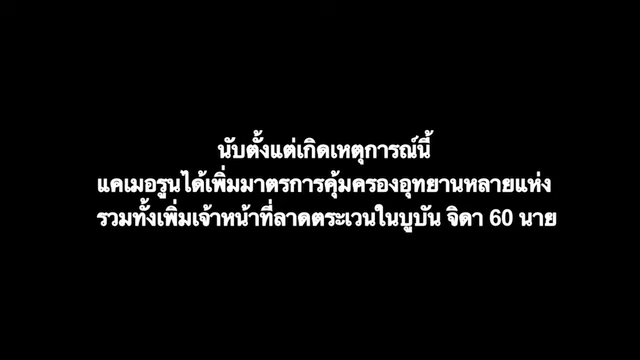 นับตั้งแต่เกิดเหตุการณ์นี้
แคเมอรูนได้เพิ่มมาตรการคุ้มครองอุทยานหลายแห่ง
รวมทั้งเพิ่มเจ้าหน้าที่ลาดตระเวนในบูบัน จิดา 60 นาย